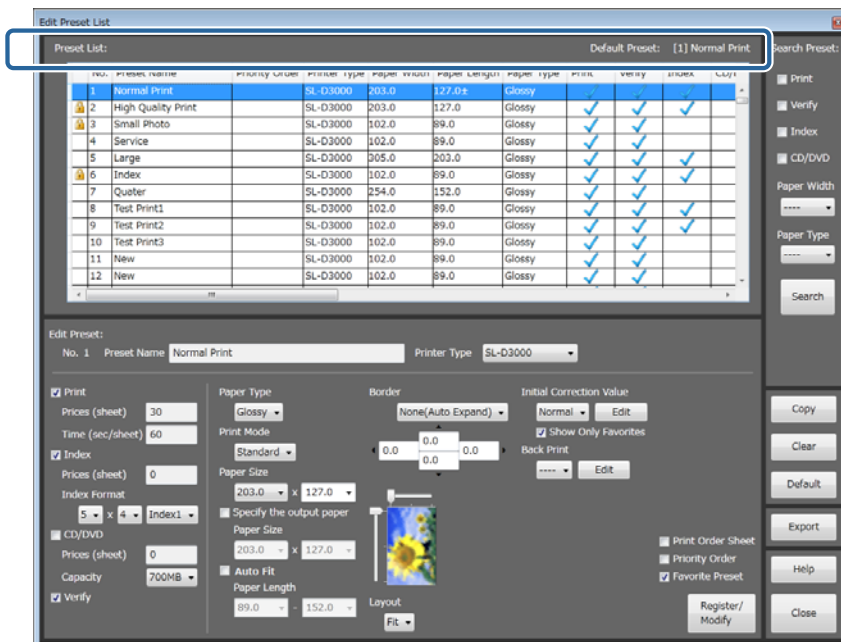 Edit Preset List
Preset List: Default Preset: [1] Normal Print
Search Preset:
No. Preset Name Priority Order Printer Type Paper Width Paper Length Paper Type Print Verify Index
1 Normal Print SL-D3000 203.0 127.0± Glossy
2 High Quality Print SL-D3000 203.0 127.0 Glossy
3 Small Photo SL-D3000 102.0 89.0 Glossy
4 Service SL-D3000 102.0 89.0 Glossy
5 Large SL-D3000 305.0 203.0 Glossy
6 Index SL-D3000 102.0 89.0 Glossy
7 Quater SL-D3000 254.0 152.0 Glossy
8 Test Print1 SL-D3000 102.0 89.0 Glossy
9 Test Print2 SL-D3000 102.0 89.0 Glossy
10 Test Print3 SL-D3000 102.0 89.0 Glossy
11 New SL-D3000 102.0 89.0 Glossy
12 New SL-D3000 102.0 89.0 Glossy
Print
Verify
Index
CD/DVD
Paper Width
----
Paper Type
----
Search
Edit Preset:
No. 1 Preset Name Normal Print Printer Type SL-D3000
Print
Prices (sheet) 30
Time (sec/sheet) 60
Index
Prices (sheet) 0
Index Format
5 x 4 Index1
CD/DVD
Prices (sheet) 0
Capacity 700MB
Verify
Paper Type
Glossy
Print Mode
Standard
Paper Size
203.0 x 127.0
Specify the output paper
Paper Size
203.0 x 127.0
Auto Fit
Paper Length
89.0 - 152.0
Border
None(Auto Expand)
0.0
0.0 0.0
0.0
Layout
Fit
Initial Correction Value
Normal Edit
Show Only Favorites
Back Print
---- Edit
Print Order Sheet
Priority Order
Favorite Preset
Register/
Modify
Copy
Clear
Default
Export
Help
Close